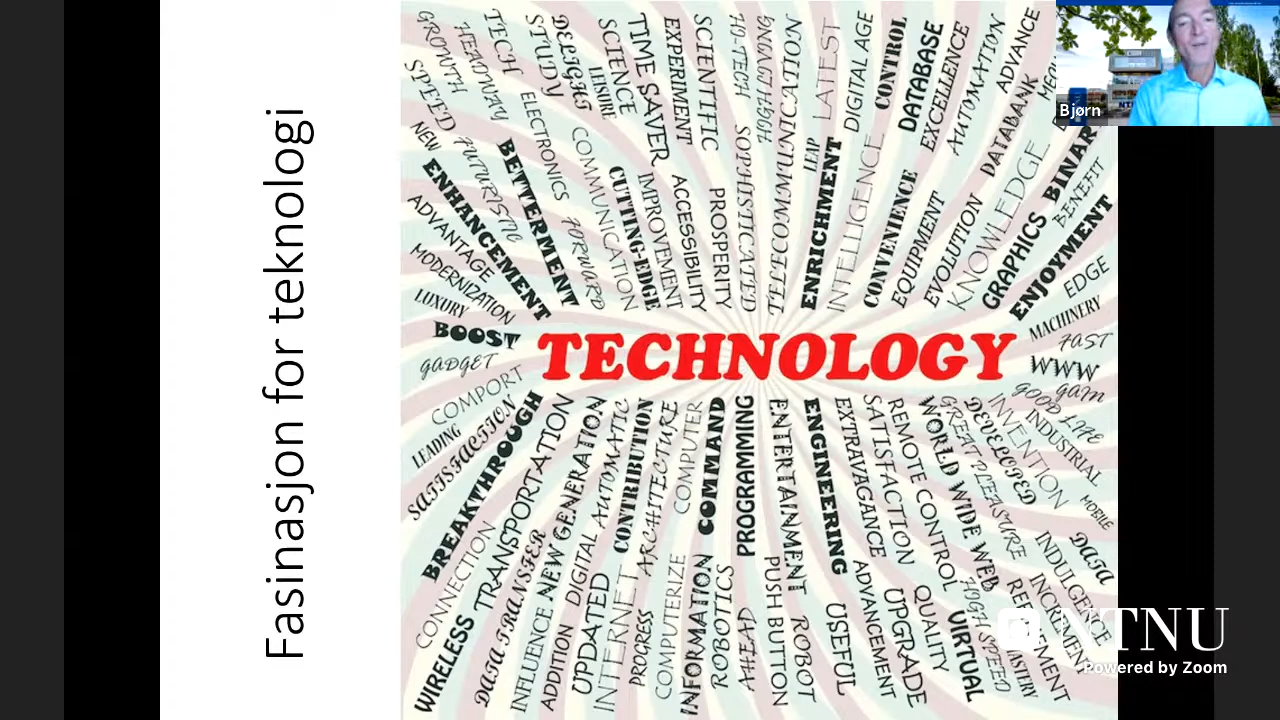 Fasinasjon for teknologi
GROWTH
HEADWAY
TECH
STUDY
DELIGHT
SCIENCE
LEISURE
TIME SAVER
EXPERIMENT
SCIENTIFIC
HI-TECH
TELECOMMUNICATION
LATEST
DIGITAL AGE
CONTROL
DATABASE
EXCELLENCE
AUTOMATION
ADVANCE
DATABANK
SPEED
NEW
FUTURISTIC
BETTERMENT
ELECTRONICS
FORWARD
COMMUNICATION
CUTTING-EDGE
IMPROVEMENT
ACCESSIBILITY
PROSPERITY
SOPHISTICATED
LEAP
ENRICHMENT
INTELLIGENCE
CONVENIENCE
EQUIPMENT
EVOLUTION
KNOWLEDGE
GRAPHICS
BINARY
BENEFIT
ENJOYMENT
ENHANCEMENT
ADVANTAGE
MODERNIZATION
LUXURY
BOOST
GADGET
COMPORT
EDGE
MACHINERY
FAST
WWW
GAIN
GOOD LIFE
TECHNOLOGY
LEADING
SATISFACTION
BREAKTHROUGH
TRANSPORTATION
NEW GENERATION
AUTOMATIC
CONTRIBUTION
ARCHITECTURE
COMPUTER
COMMAND
PROGRAMMING
ENTERTAINMENT
ENGINEERING
EXTRAVAGANCE
SATISFACTION
REMOTE CONTROL
WORLD WIDE WEB
GREAT PLEASURE
DEVELOPED
INVENTION
INDUSTRIAL
MOBILE
DATA
CONNECTION
WIRELESS
DATA TRANSFER
INFLUENCE
ADDITION
DIGITAL
UPDATED
INTERNET
PROGRESS
COMPUTERIZE
INFORMATION
ROBOTICS
AHEAD
PUSH BUTTON
ROBOT
USEFUL
ADVANCEMENT
UPGRADE
QUALITY
VIRTUAL
HIGH SPEED
MASTERY
REFINEMENT
INCREMENT
INDULGENCE
Bjørn
NTNU
Powered by Zoom